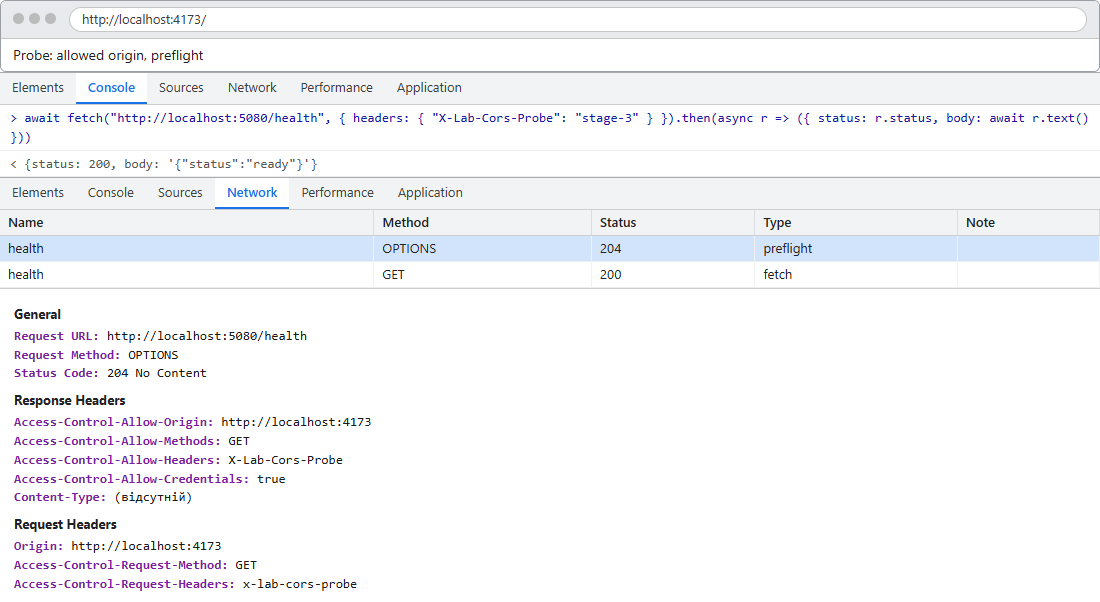 http://localhost:4173/
Probe: allowed origin, preflight
Elements Console Sources Network Performance Application
> await fetch("http://localhost:5080/health", { headers: { "X-Lab-Cors-Probe": "stage-3" } }).then(async r => ({ status: r.status, body: await r.text()
}))
< {status: 200, body: '{"status":"ready"}'}
Elements Console Sources Network Performance Application
Name Method Status Type Note
health OPTIONS 204 preflight
health GET 200 fetch
General
Request URL: http://localhost:5080/health
Request Method: OPTIONS
Status Code: 204 No Content
Response Headers
Access-Control-Allow-Origin: http://localhost:4173
Access-Control-Allow-Methods: GET
Access-Control-Allow-Headers: X-Lab-Cors-Probe
Access-Control-Allow-Credentials: true
Content-Type: (відсутній)
Request Headers
Origin: http://localhost:4173
Access-Control-Request-Method: GET
Access-Control-Request-Headers: x-lab-cors-probe